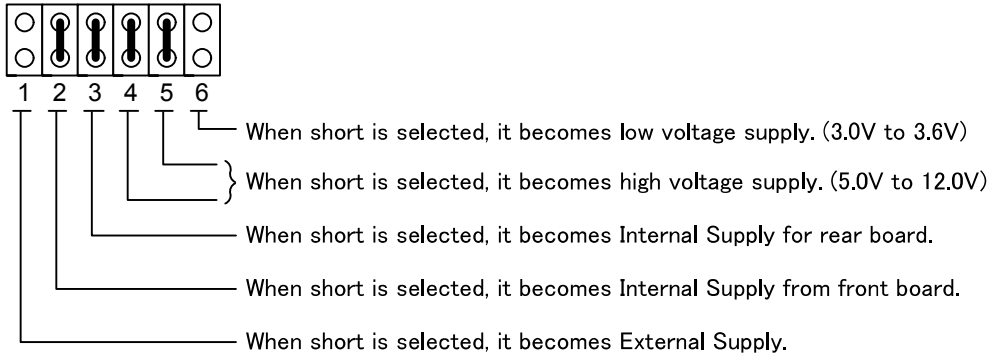 1 2 3 4 5 6
When short is selected, it becomes low voltage supply. (3.0V to 3.6V)
When short is selected, it becomes high voltage supply. (5.0V to 12.0V)
When short is selected, it becomes Internal Supply for rear board.
When short is selected, it becomes Internal Supply from front board.
When short is selected, it becomes External Supply.